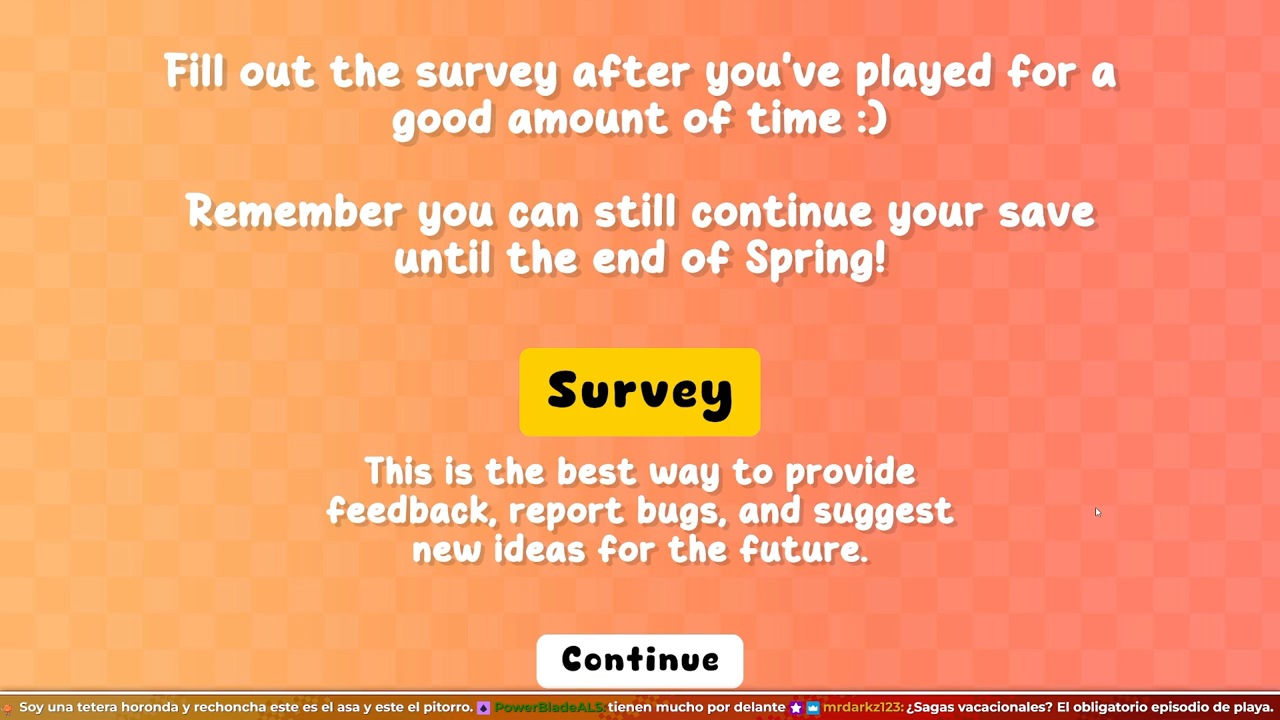 Fill out the survey after you've played for a
good amount of time :)
Remember you can still continue your save
until the end of Spring!
Survey
This is the best way to provide
feedback, report bugs, and suggest
new ideas for the future.
Continue
Soy una tetera horonda y rechoncha este es el asa y este el pitorro. PowerBladeALS: tienen mucho por delante mrdarkz123: ¿Sagas vacacionales? El obligatorio episodio de playa.